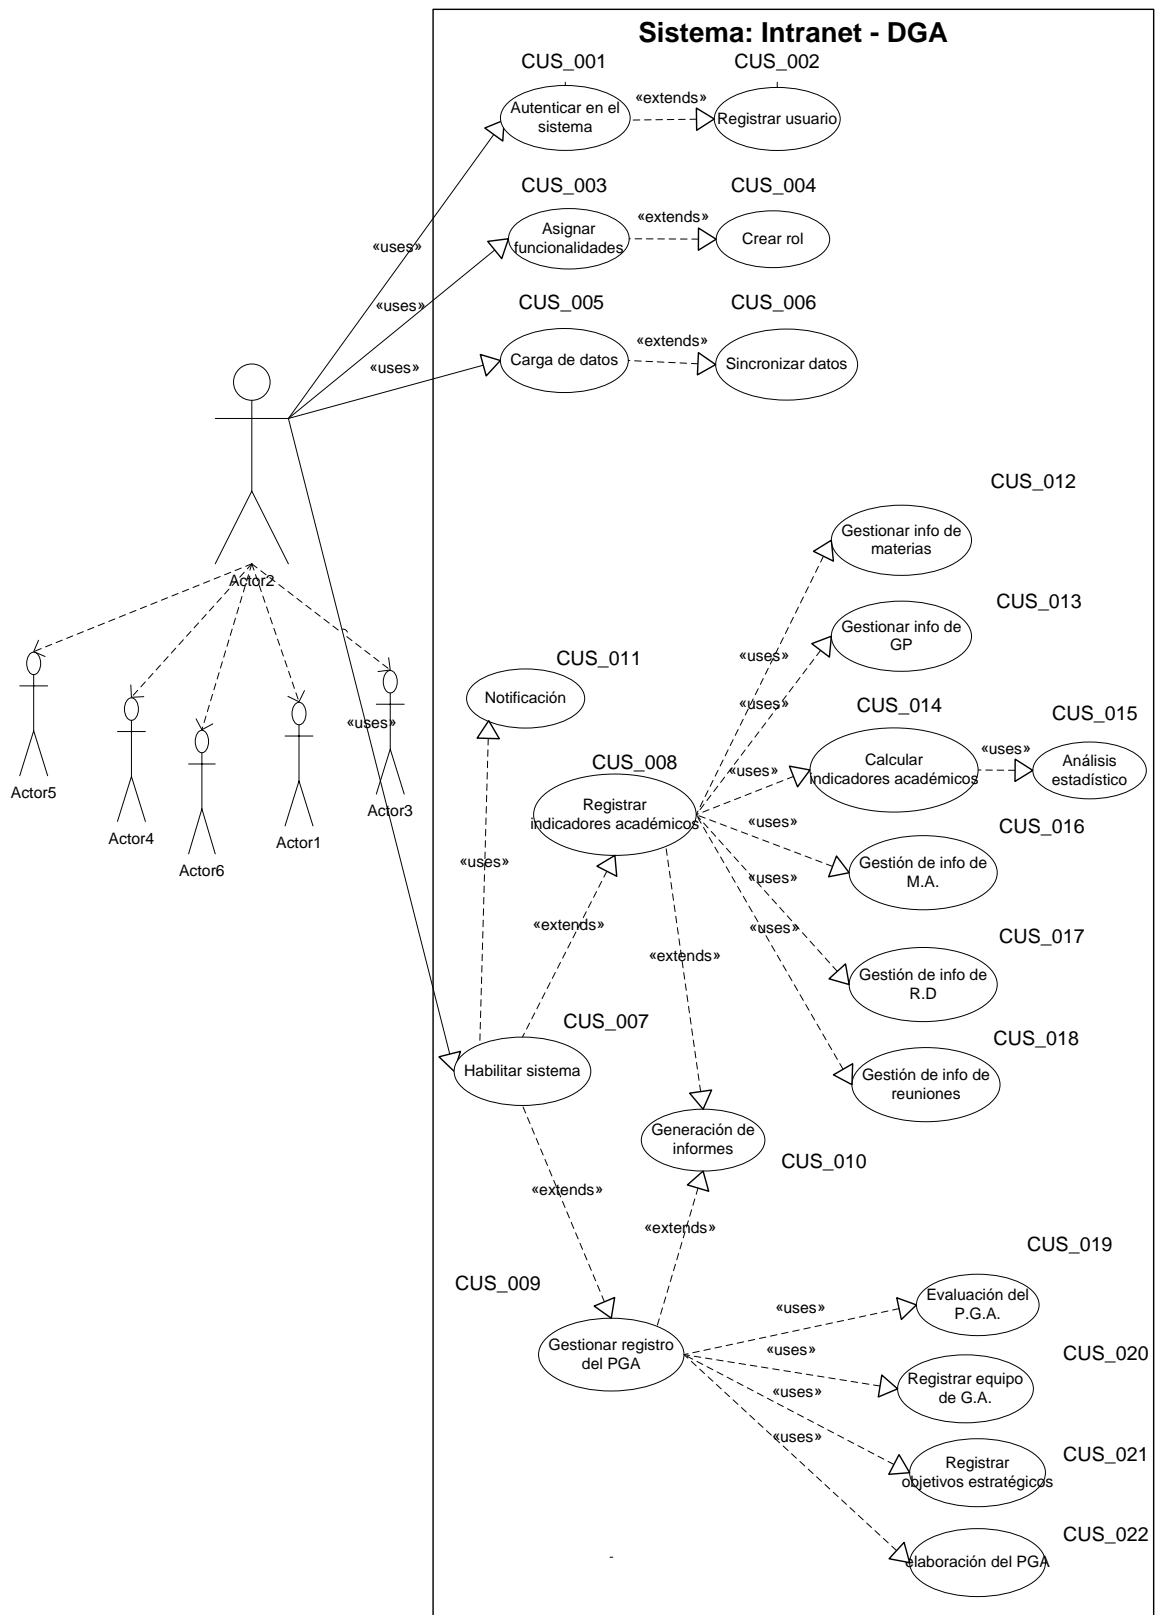 Sistema: Intranet - DGA
CUS_001
CUS_002
Autenticar en el
sistema
«extends»
Registrar usuario
CUS_003
CUS_004
«uses»
Asignar
funcionalidades
«extends»
Crear rol
«uses»
CUS_005
CUS_006
«uses»
Carga de datos
«extends»
Sincronizar datos
CUS_012
Gestionar info de
materias
Actor2
CUS_013
Gestionar info de
GP
«uses»
CUS_011
Notificación
«uses»
CUS_014
CUS_015
«uses»
CUS_008
«uses»
Calcular
indicadores académicos
«uses»
Análisis
estadístico
Actor5
Actor4
Actor6
Actor1
Actor3
Registrar
indicadores académicos
CUS_016
«uses»
Gestión de info de
M.A.
«uses»
«uses»
CUS_017
«extends»
«uses»
«extends»
Gestión de info de
R.D
CUS_007
CUS_018
Habilitar sistema
Gestión de info de
reuniones
Generación de
informes
CUS_010
«extends»
«extends»
CUS_019
CUS_009
Evaluación del
P.G.A.
«uses»
Gestionar registro
del PGA
«uses»
CUS_020
Registrar equipo
de G.A.
«uses»
«uses»
CUS_021
Registrar
objetivos estratégicos
CUS_022
elaboración del PGA
-